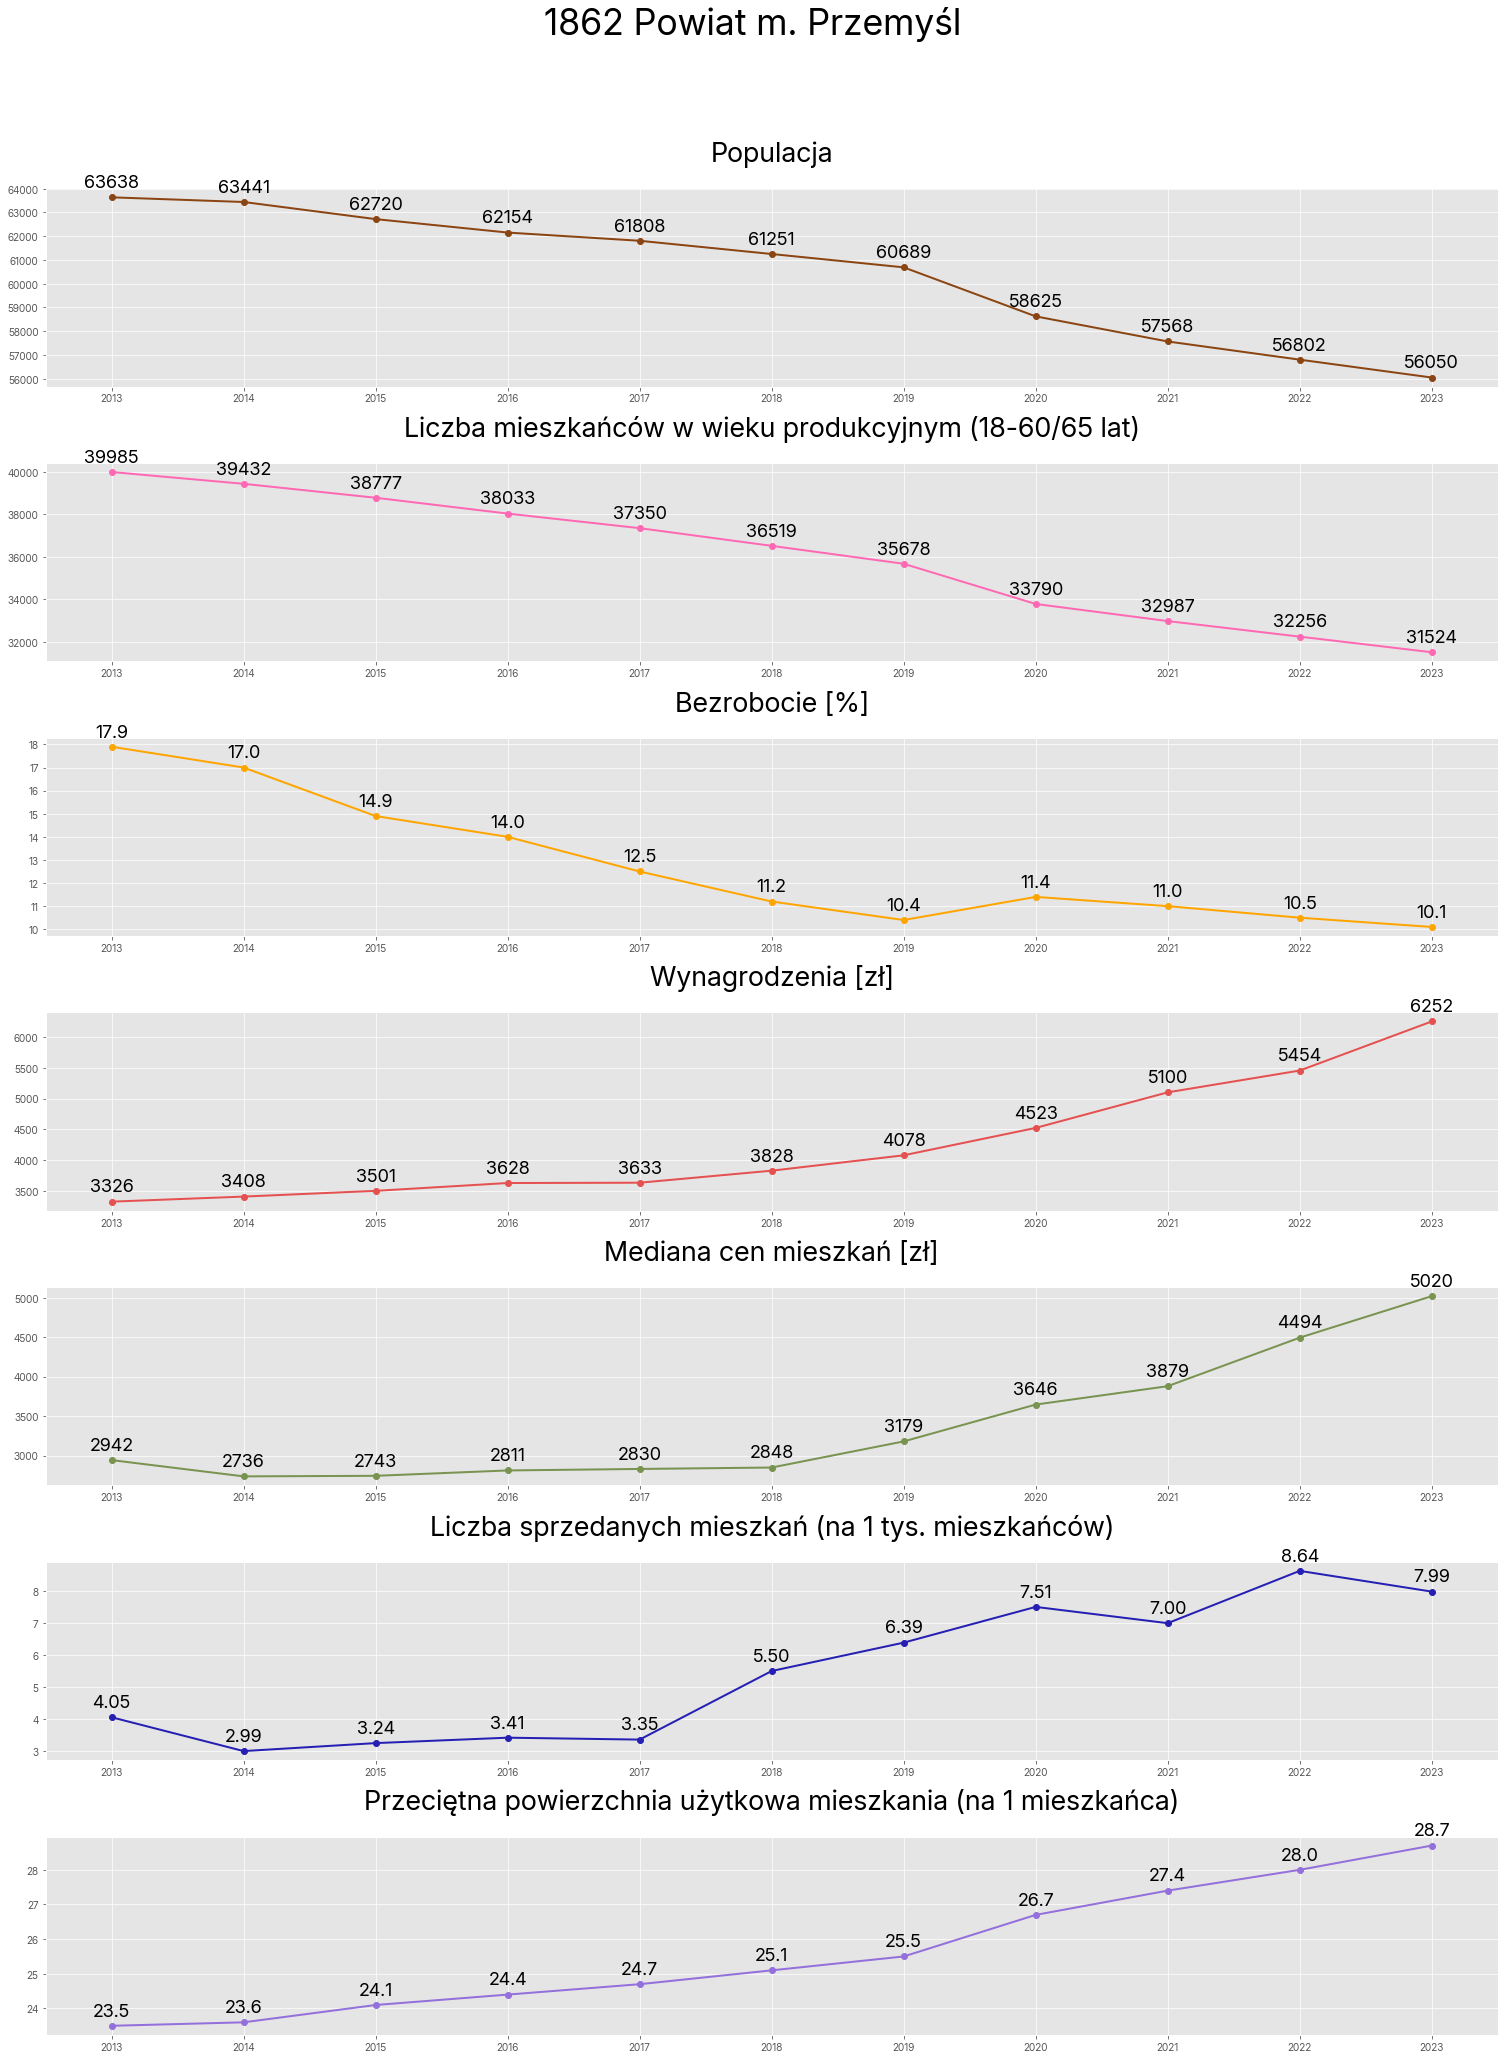 1862 Powiat m. Przemyśl
Populacja
63638 63441 62720 62154 61808 61251 60689 58625 57568 56802 56050
64000
63000
62000
61000
60000
59000
58000
57000
56000
2013 2014 2015 2016 2017 2018 2019 2020 2021 2022 2023
Liczba mieszkańców w wieku produkcyjnym (18-60/65 lat)
39985 39432 38777 38033 37350 36519 35678 33790 32987 32256 31524
40000
38000
36000
34000
32000
2013 2014 2015 2016 2017 2018 2019 2020 2021 2022 2023
Bezrobocie [%]
17.9 17.0 14.9 14.0 12.5 11.2 10.4 11.4 11.0 10.5 10.1
18
17
16
15
14
13
12
11
10
2013 2014 2015 2016 2017 2018 2019 2020 2021 2022 2023
Wynagrodzenia [zł]
3326 3408 3501 3628 3633 3828 4078 4523 5100 5454 6252
6000
5500
5000
4500
4000
3500
2013 2014 2015 2016 2017 2018 2019 2020 2021 2022 2023
Mediana cen mieszkań [zł]
2942 2736 2743 2811 2830 2848 3179 3646 3879 4494 5020
5000
4500
4000
3500
3000
2013 2014 2015 2016 2017 2018 2019 2020 2021 2022 2023
Liczba sprzedanych mieszkań (na 1 tys. mieszkańców)
4.05 2.99 3.24 3.41 3.35 5.50 6.39 7.51 7.00 8.64 7.99
8
7
6
5
4
3
2013 2014 2015 2016 2017 2018 2019 2020 2021 2022 2023
Przeciętna powierzchnia użytkowa mieszkania (na 1 mieszkańca)
23.5 23.6 24.1 24.4 24.7 25.1 25.5 26.7 27.4 28.0 28.7
28
27
26
25
24
2013 2014 2015 2016 2017 2018 2019 2020 2021 2022 2023